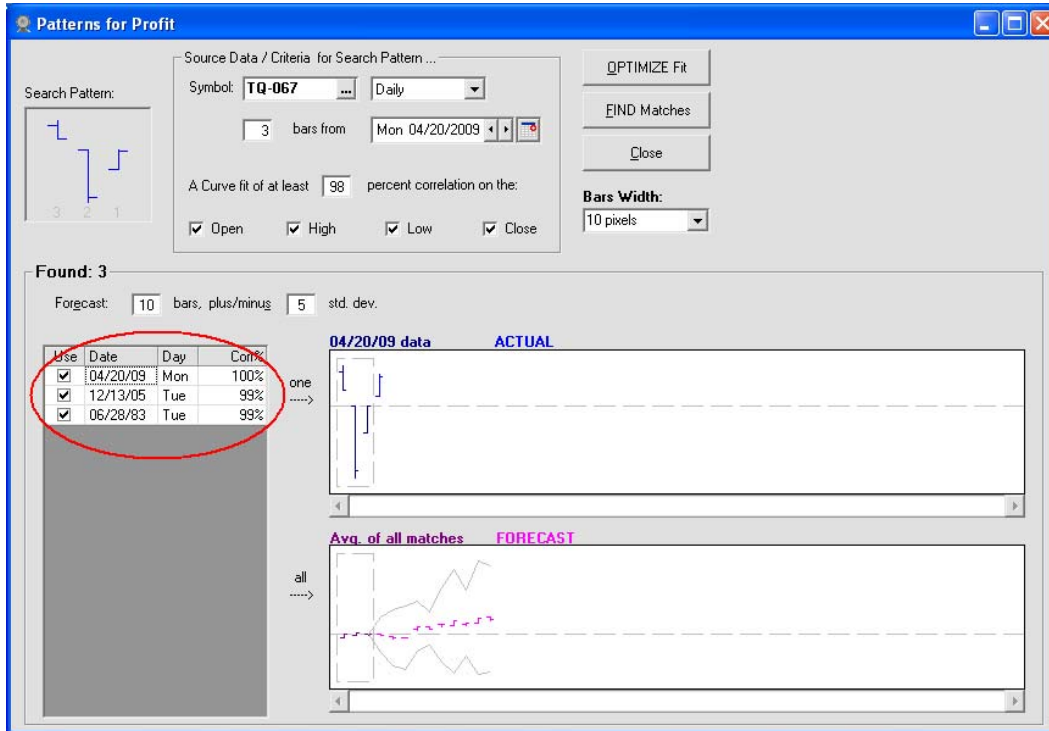 Patterns for Profit
Search Pattern:
3 2 1
Source Data / Criteria for Search Pattern ...
Symbol: TQ-067 ... Daily
3 bars from Mon 04/20/2009
A Curve fit of at least 98 percent correlation on the:
Open High Low Close
OPTIMIZE Fit
FIND Matches
Close
Bars Width:
10 pixels
Found: 3
Forecast: 10 bars, plus/minus 5 std. dev.
Use Date Day Corr%
04/20/09 Mon 100%
12/13/05 Tue 99%
06/28/83 Tue 99%
one
---->
04/20/09 data ACTUAL
all
---->
Avg. of all matches FORECAST